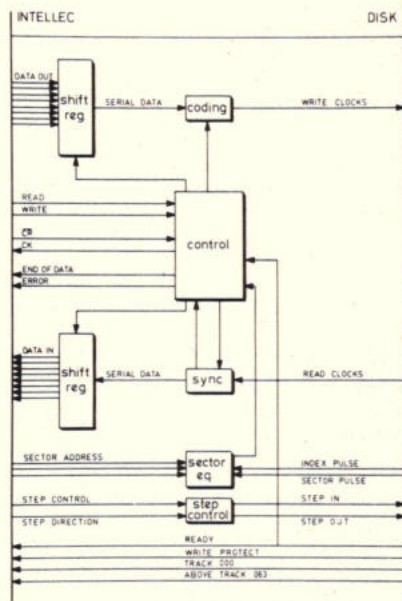 INTELLEC DISK
DATA OUT
shift
reg.
SERIAL DATA
coding
WRITE CLOCKS
READ
WRITE
CR
CK
control
END OF DATA
ERROR
DATA IN
shift
reg.
SERIAL DATA
sync
READ CLOCKS
SECTOR ADDRESS
sector
eq
INDEX PULSE
SECTOR PULSE
STEP CONTROL
step
control
STEP IN
STEP DIRECTION
STEP OUT
READY
WRITE PROTECT
TRACK 000
ABOVE TRACK 063